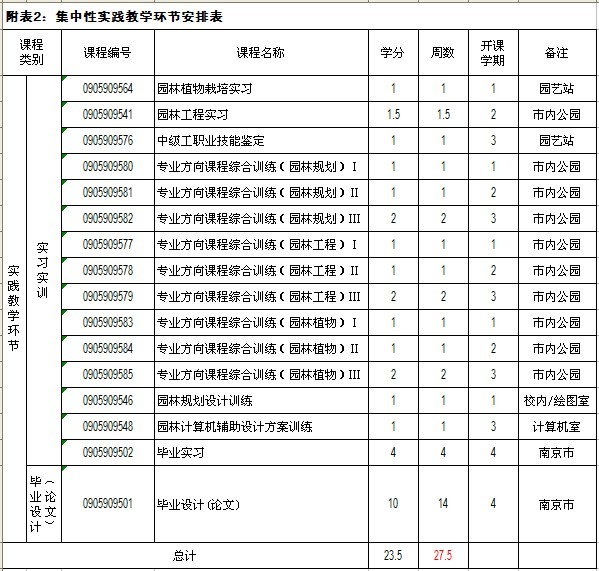 附表2：集中性实践教学环节安排表
课程类别 课程编号 课程名称 学分 周数 开课学期 备注
实践教学环节 实习实训 0905909564 园林植物栽培实习 1 1 1 园艺站
0905909541 园林工程实习 1.5 1.5 2 市内公园
0905909576 中级工职业技能鉴定 1 1 3 园艺站
0905909580 专业方向课程综合训练（园林规划）I 1 1 1 市内公园
0905909581 专业方向课程综合训练（园林规划）II 1 1 2 市内公园
0905909582 专业方向课程综合训练（园林规划）III 2 2 3 市内公园
0905909577 专业方向课程综合训练（园林工程）I 1 1 1 市内公园
0905909578 专业方向课程综合训练（园林工程）II 1 1 2 市内公园
0905909579 专业方向课程综合训练（园林工程）III 2 2 3 市内公园
0905909583 专业方向课程综合训练（园林植物）I 1 1 1 市内公园
0905909584 专业方向课程综合训练（园林植物）II 1 1 2 市内公园
0905909585 专业方向课程综合训练（园林植物）III 2 2 3 市内公园
0905909546 园林规划设计训练 1 1 1 校内/绘图室
0905909548 园林计算机辅助设计方案训练 1 1 3 计算机室
0905909502 毕业实习 4 4 4 南京市
毕业设计（论文） 0905909501 毕业设计(论文) 10 14 4 南京市
总计 23.5 27.5